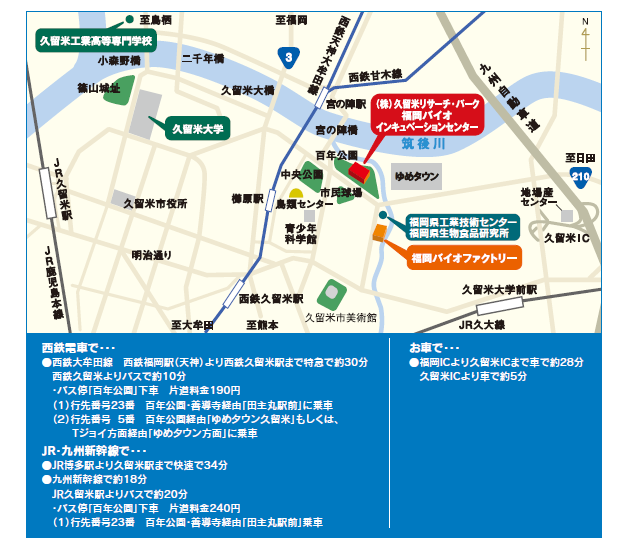 至鳥栖
至福岡
久留米工業高等専門学校
小森野橋
二千年橋
3
西鉄天神大牟田線
西鉄甘木線
九州自動車道
N
篠山城址
久留米大橋
宮の陣駅
(株)久留米リサーチ・パーク
福岡バイオ
インキュベーションセンター
久留米大学
宮の陣橋
筑後川
百年公園
至日田
210
JR久留米駅
中央公園
ゆめタウン
櫛原駅
市民球場
鳥類センター
地場産
センター
久留米市役所
福岡県工業技術センター
福岡県生物食品研究所
青少年
科学館
久留米IC
明治通り
福岡バイオファクトリー
JR鹿児島本線
西鉄久留米駅
久留米大学前駅
久留米市美術館
至大牟田
至熊本
JR久大線
西鉄電車で・・・
●西鉄大牟田線 西鉄福岡駅(天神)より西鉄久留米駅まで特急で約30分
西鉄久留米よりバスで約10分
・バス停「百年公園」下車 片道料金190円
(1)行先番号23番 百年公園・善導寺経由「田主丸駅前」に乗車
(2)行先番号 5番 百年公園経由「ゆめタウン久留米」もしくは、
Tジョイ方面経由「ゆめタウン方面」に乗車
JR・九州新幹線で・・・
●JR博多駅より久留米駅まで快速で34分
●九州新幹線で約18分
JR久留米駅よりバスで約20分
・バス停「百年公園」下車 片道料金240円
(1)行先番号23番 百年公園・善導寺経由「田主丸駅前」に乗車
お車で・・・
●福岡ICより久留米ICまで車で約28分
久留米ICより車で約5分